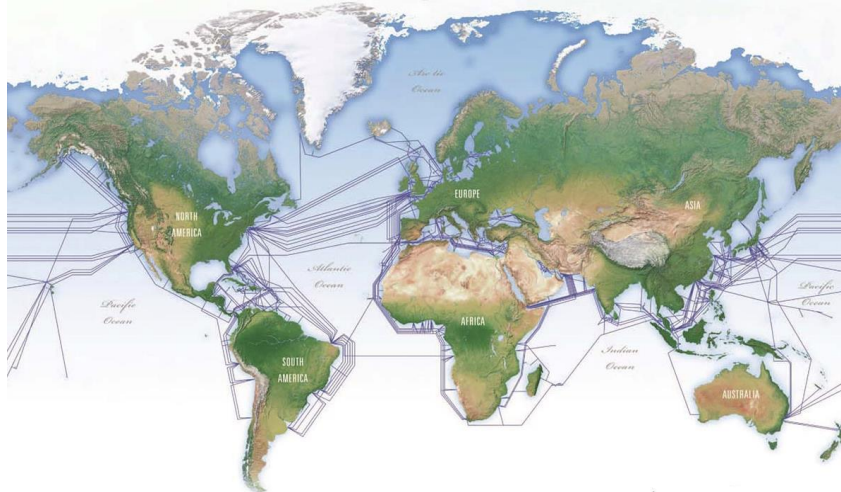 Arctic
Ocean
EUROPE
ASIA
NORTH
AMERICA
Atlantic
Ocean
Pacific
Ocean
Pacific
Ocean
AFRICA
Indian
Ocean
SOUTH
AMERICA
AUSTRALIA